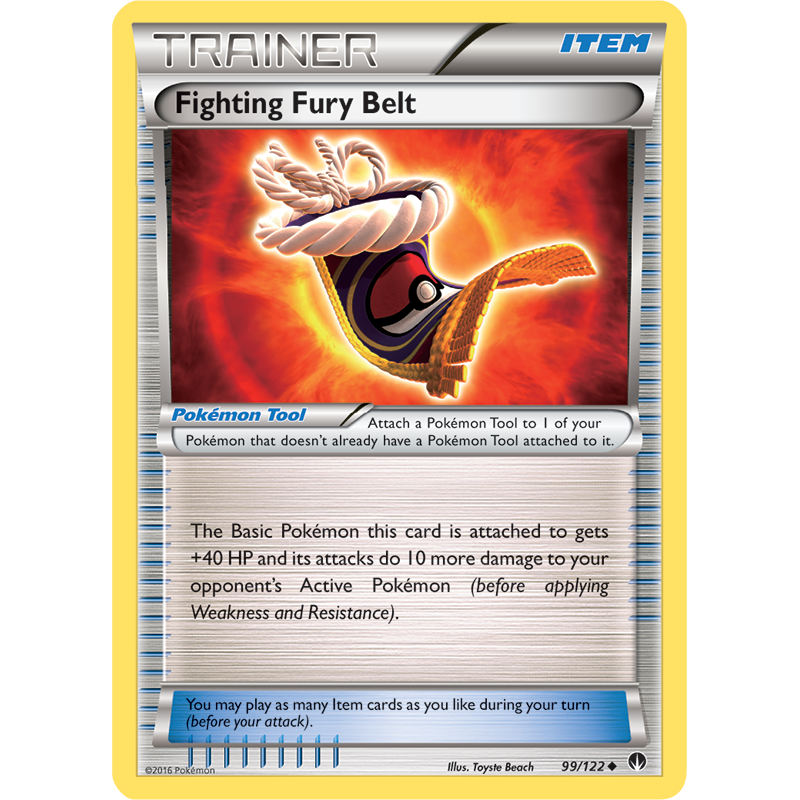 TRAINER
ITEM
Fighting Fury Belt
Pokémon Tool
Attach a Pokémon Tool to 1 of your
Pokémon that doesn't already have a Pokémon Tool attached to it.
The Basic Pokémon this card is attached to gets
+40 HP and its attacks do 10 more damage to your
opponent's Active Pokémon (before applying
Weakness and Resistance).
You may play as many Item cards as you like during your turn
(before your attack).
©2016 Pokémon
Illus. Toyste Beach
99/122